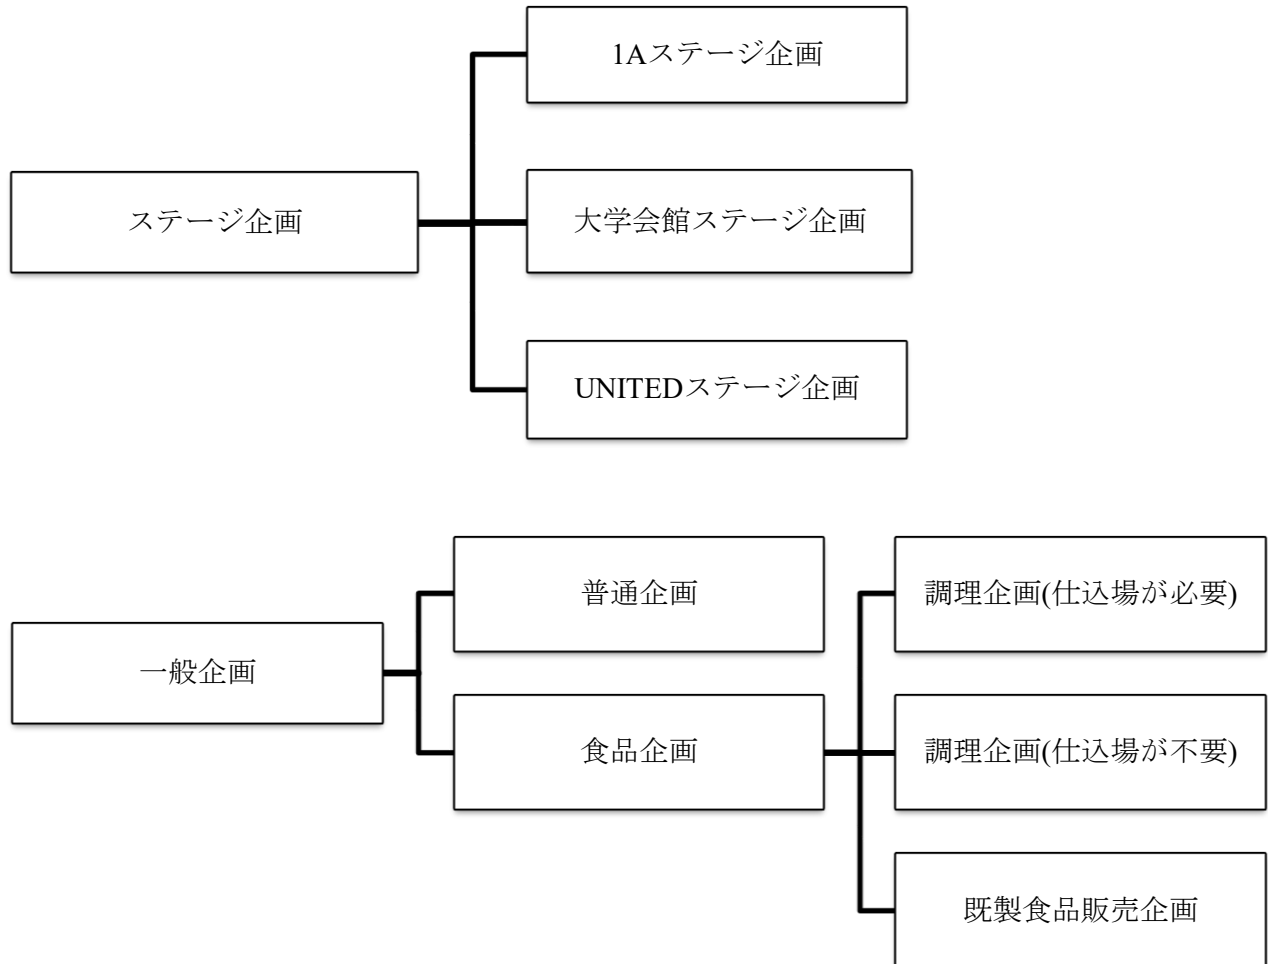 1Aステージ企画
ステージ企画
大学会館ステージ企画
UNITEDステージ企画
一般企画
普通企画
食品企画
調理企画(仕込場が必要)
調理企画(仕込場が不要)
既製食品販売企画